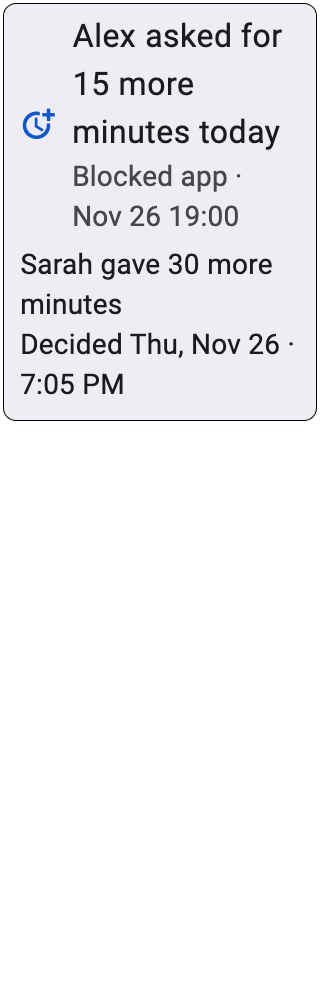 Alex asked for
15 more
minutes today
Blocked app ·
Nov 26 19:00
Sarah gave 30 more
minutes
Decided Thu, Nov 26 ·
7:05 PM